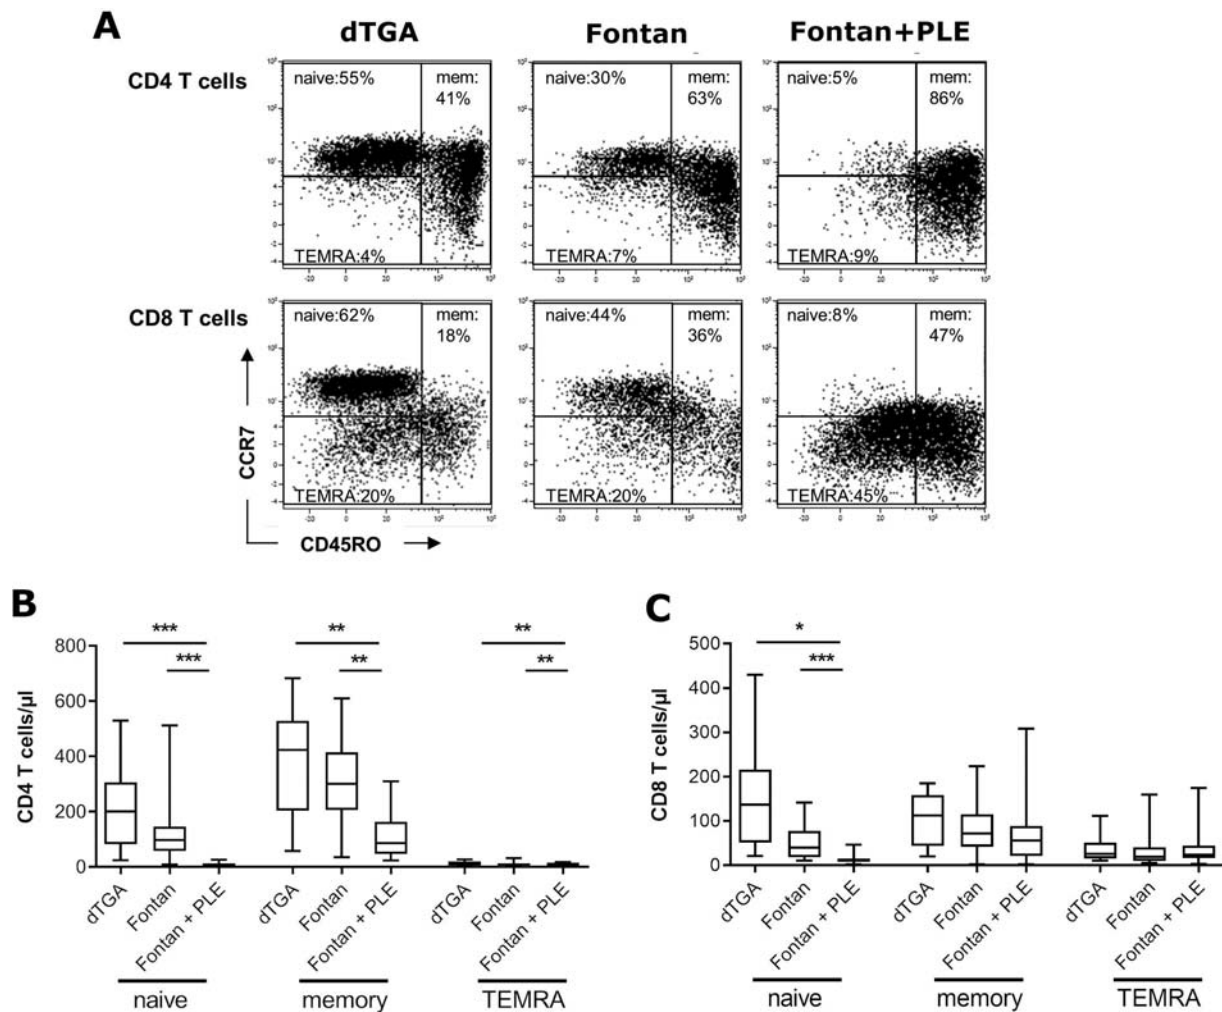 A
dTGA
Fontan
Fontan+PLE
CD4 T cells
naive:55%
mem:
41%
TEMRA:4%
naive:30%
mem:
63%
TEMRA:7%
naive:5%
mem:
86%
TEMRA:9%
CD8 T cells
naive:62%
mem:
18%
TEMRA:20%
naive:44%
mem:
36%
TEMRA:20%
naive:8%
mem:
47%
TEMRA:45%
CCR7
CD45RO
B
CD4 T cells/µl
800
600
400
200
0
*** *** ** ** ** **
dTGA Fontan Fontan + PLE dTGA Fontan Fontan + PLE dTGA Fontan Fontan + PLE
naive memory TEMRA
C
CD8 T cells/µl
500
400
300
200
100
0
* ***
dTGA Fontan Fontan + PLE dTGA Fontan Fontan + PLE dTGA Fontan Fontan + PLE
naive memory TEMRA